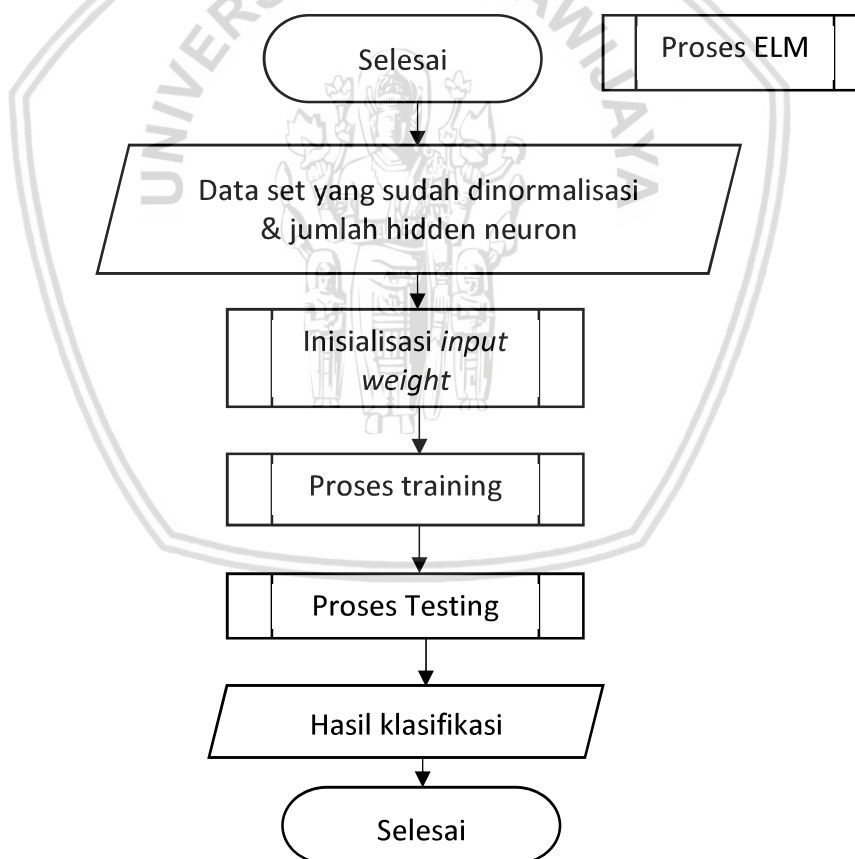 Selesai
Proses ELM
Data set yang sudah dinormalisasi
& jumlah hidden neuron
Inisialisasi input
weight
Proses training
Proses Testing
Hasil klasifikasi
Selesai